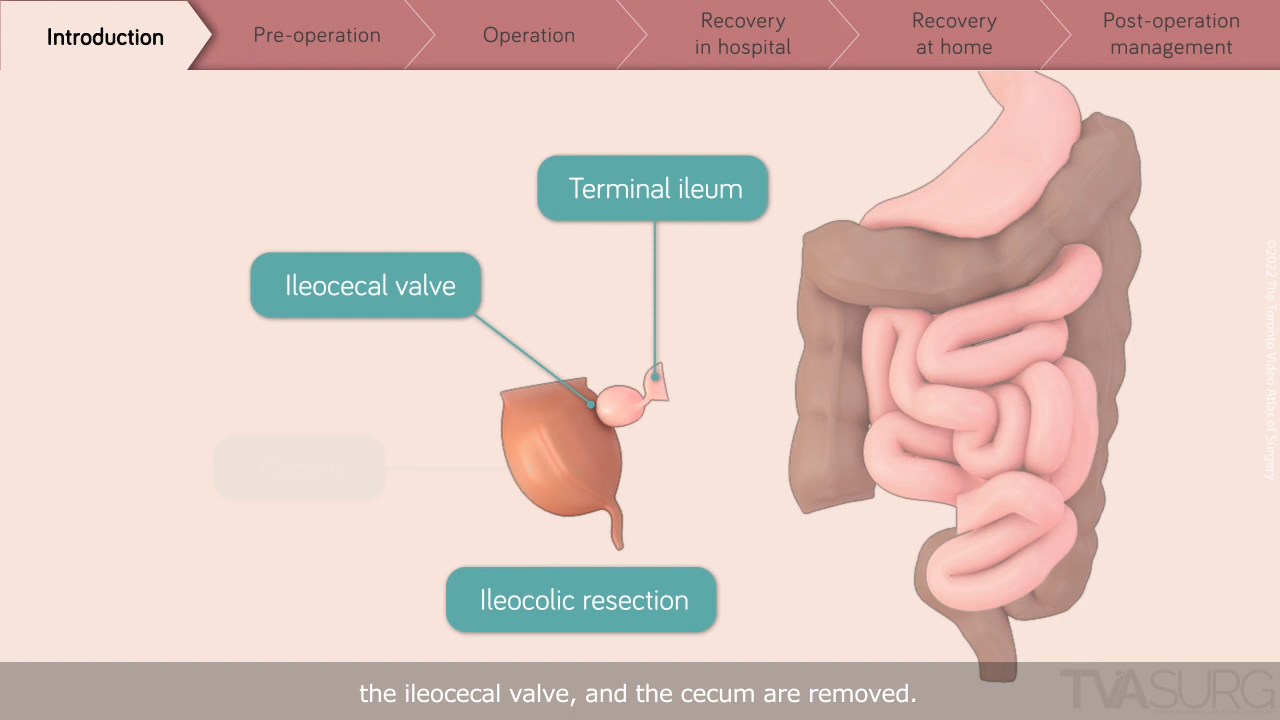 Introduction
Pre-operation
Operation
Recovery
in hospital
Recovery
at home
Post-operation
management
Terminal ileum
Ileocecal valve
Cecum
Ileocolic resection
©2022 The Toronto Video Atlas of Surgery
the ileocecal valve, and the cecum are removed.
TVASURG